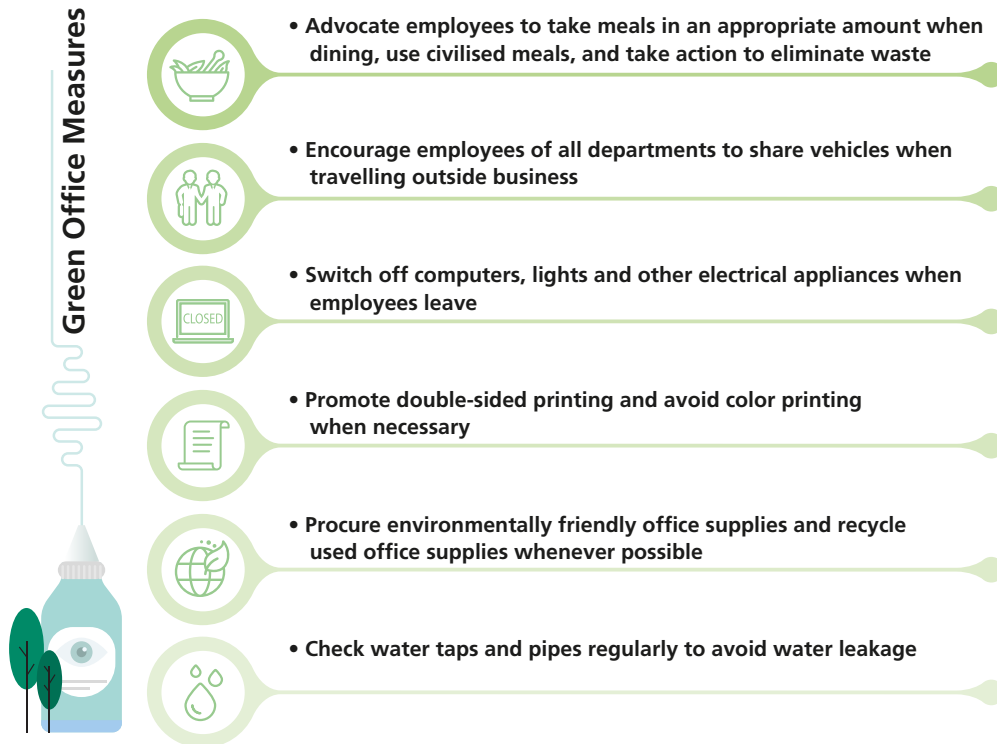 Green Office Measures
• Advocate employees to take meals in an appropriate amount when
dining, use civilised meals, and take action to eliminate waste
• Encourage employees of all departments to share vehicles when
travelling outside business
• Switch off computers, lights and other electrical appliances when
employees leave
CLOSED
• Promote double-sided printing and avoid color printing
when necessary
• Procure environmentally friendly office supplies and recycle
used office supplies whenever possible
• Check water taps and pipes regularly to avoid water leakage